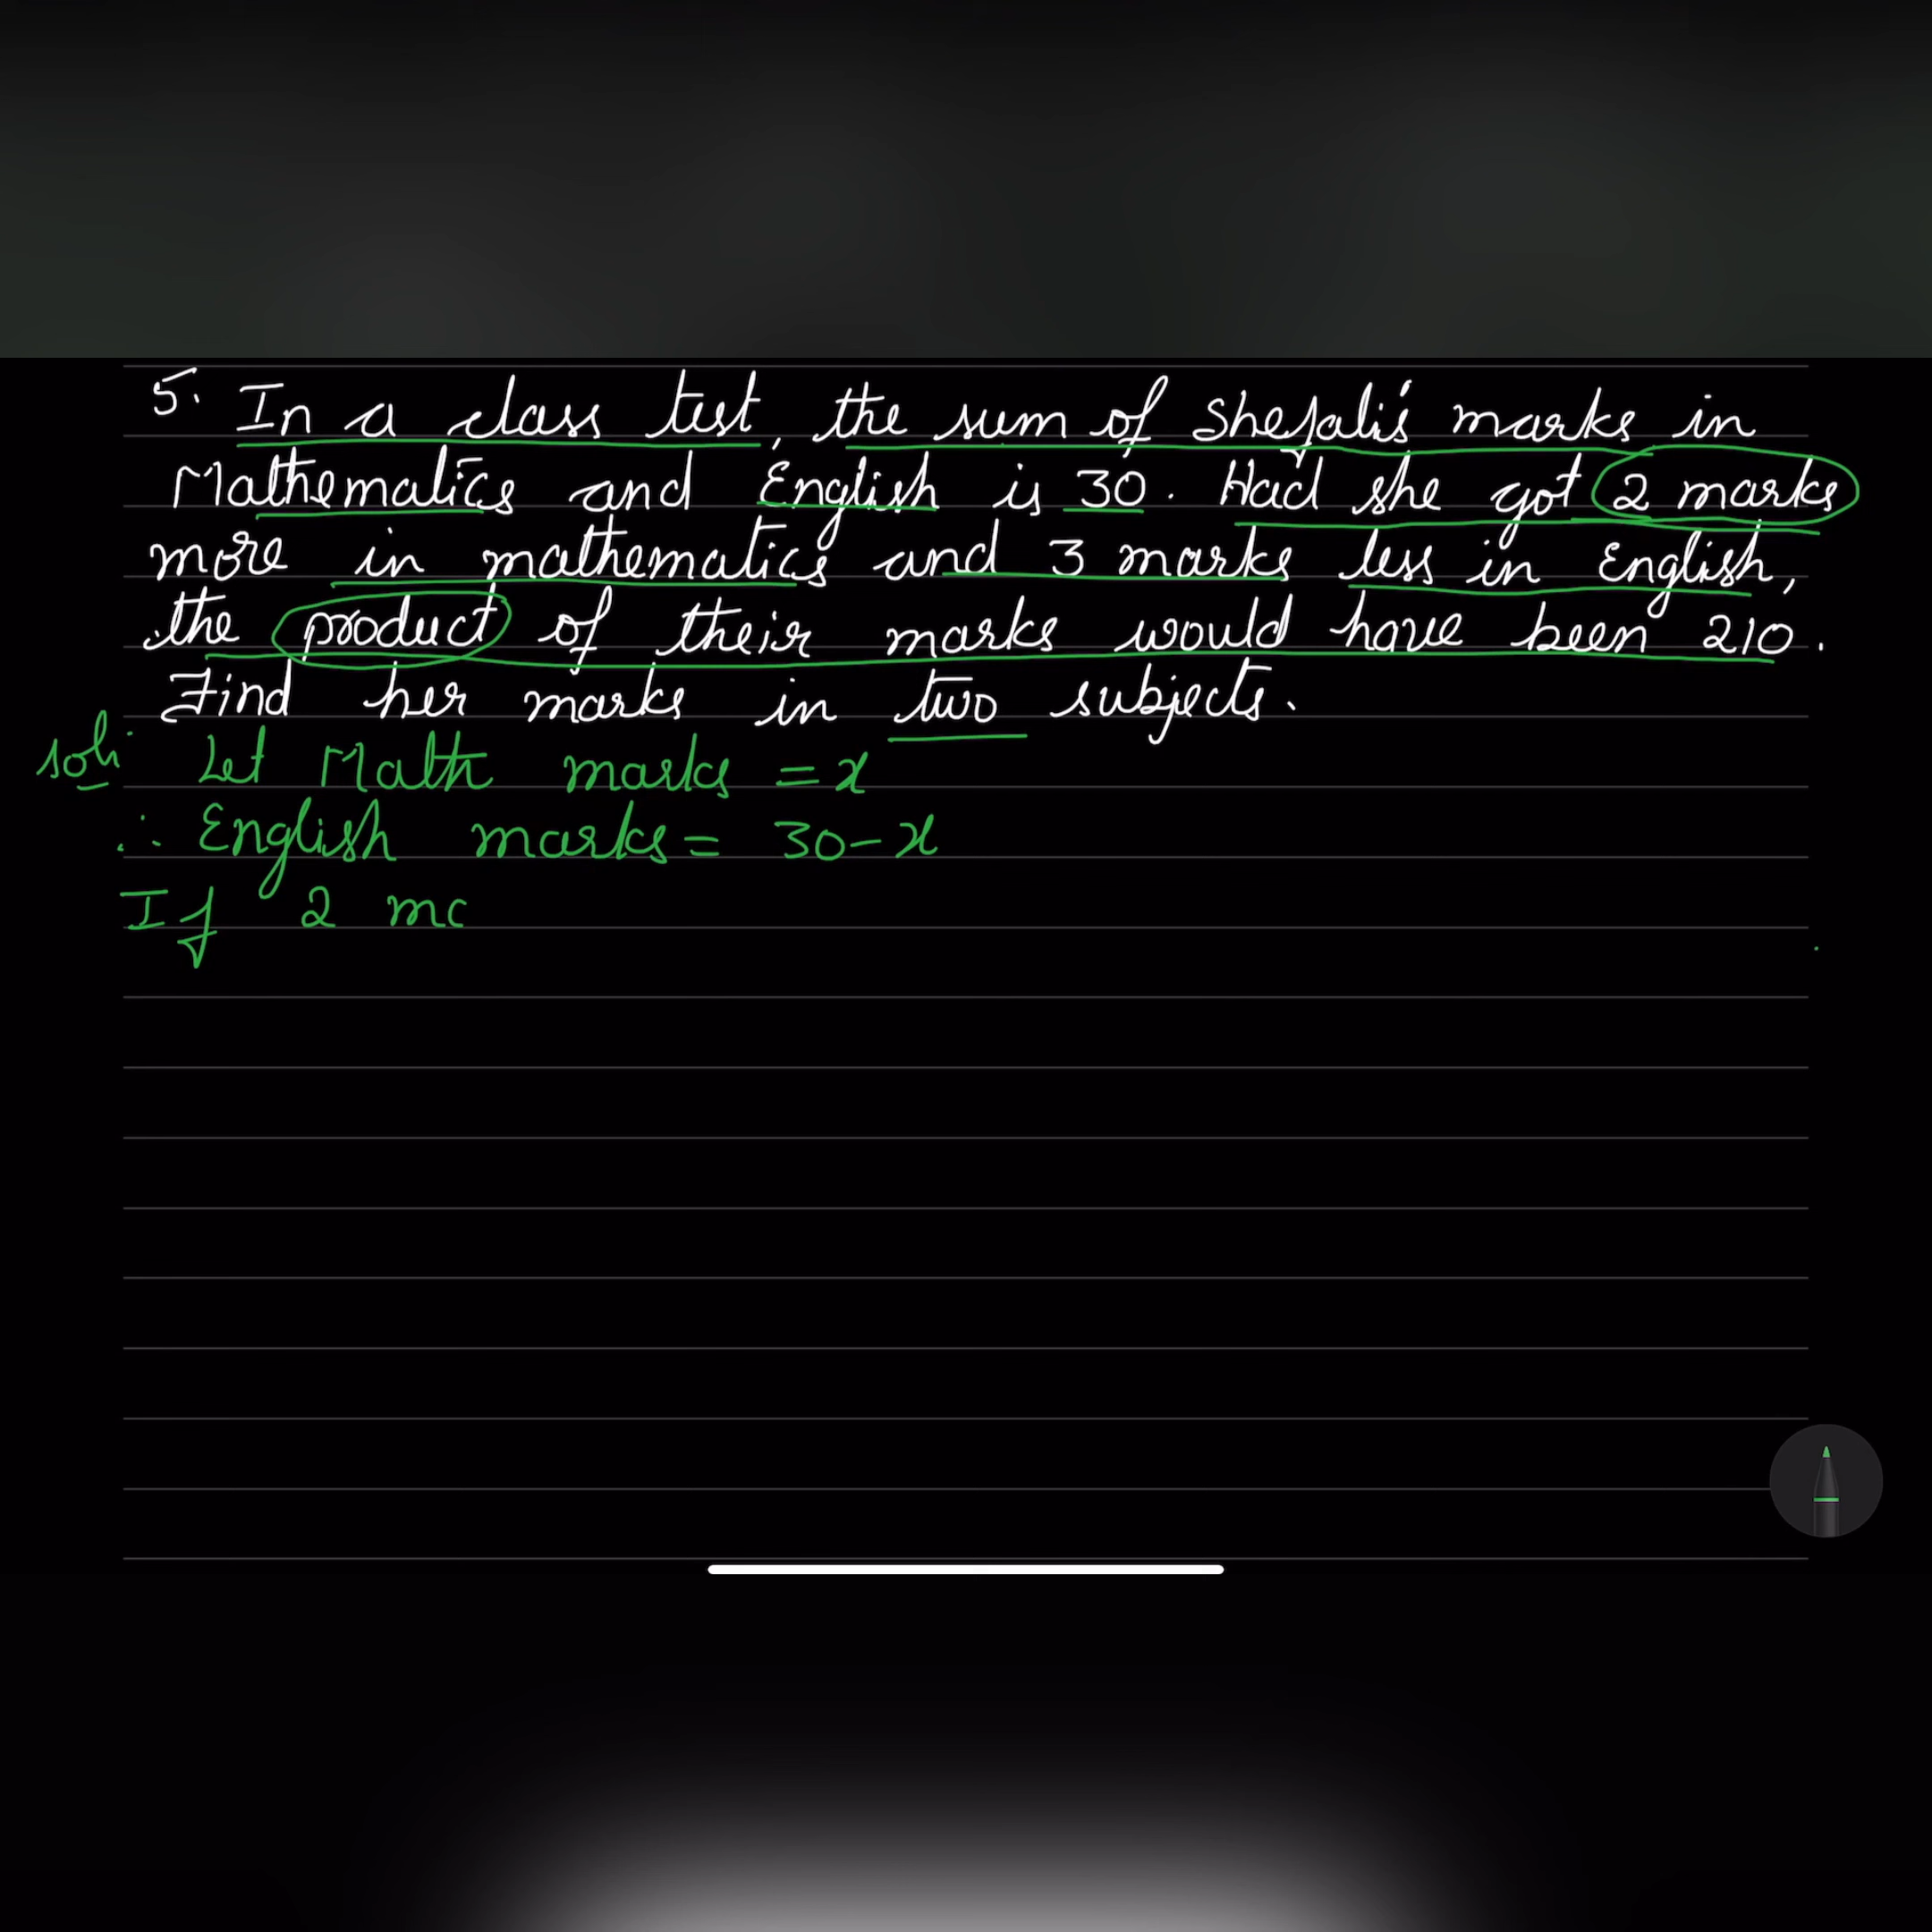 5. In a class test, the sum of Shefali's marks in
Mathematics and English is 30. Had she got 2 marks
more in mathematics and 3 marks less in English,
the product of their marks would have been 210.
Find her marks in two subjects.
soln Let Math marks = x
∴ English marks = 30-x
If 2 ma